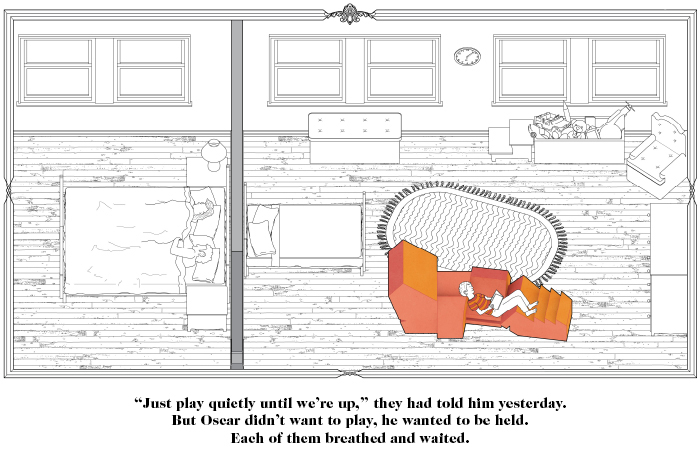 “Just play quietly until we’re up,” they had told him yesterday.
But Oscar didn’t want to play, he wanted to be held.
Each of them breathed and waited.